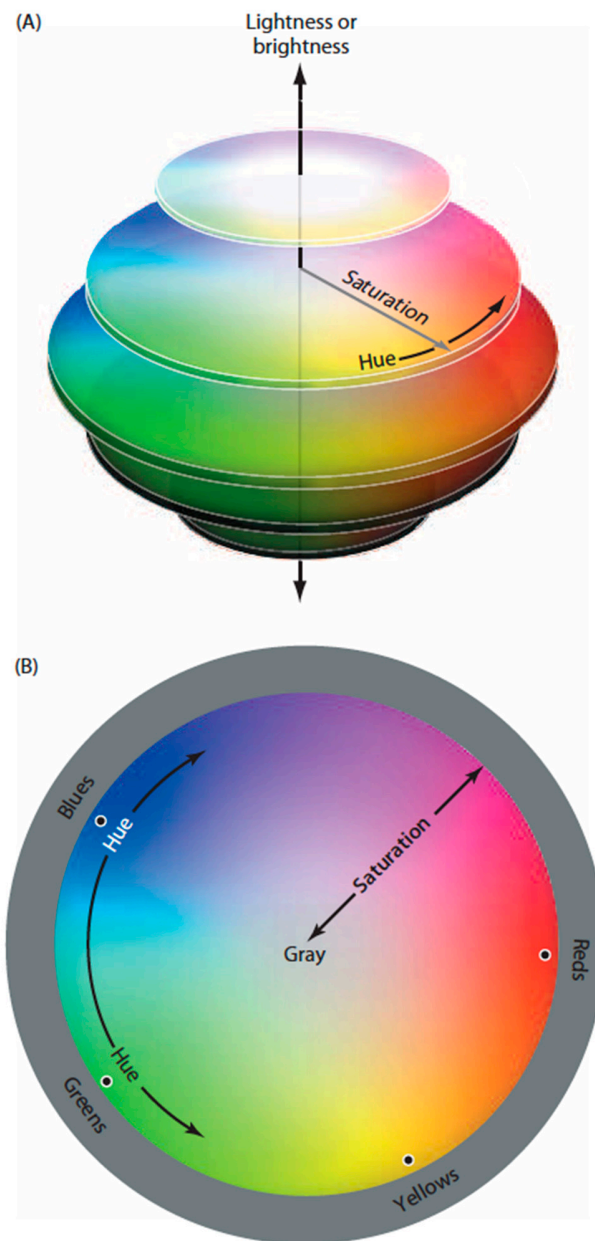 (A)
Lightness or
brightness
Saturation
Hue
(B)
Blues
Hue
Saturation
Gray
Reds
Hue
Greens
Yellows